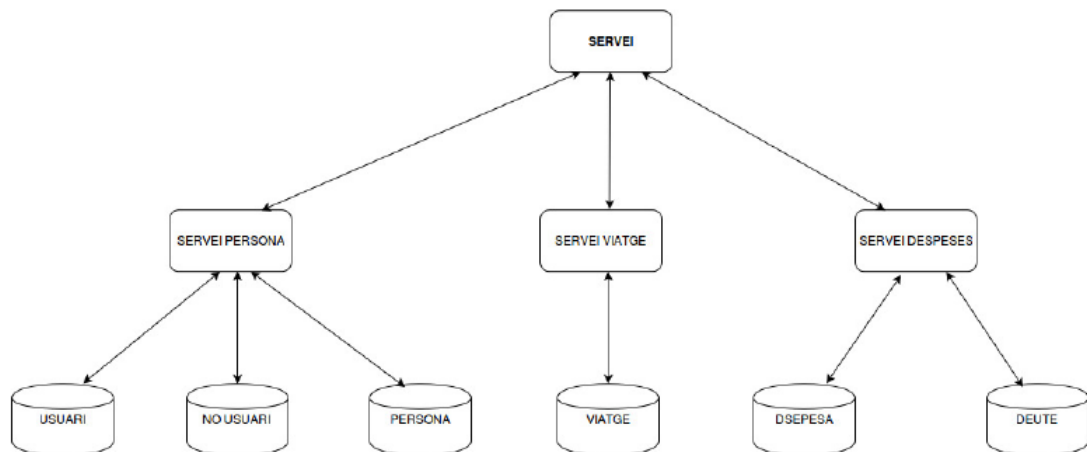 SERVEI
SERVEI PERSONA
SERVEI VIATGE
SERVEI DESPESES
USUARI
NO USUARI
PERSONA
VIATGE
DSEPESA
DEUTE